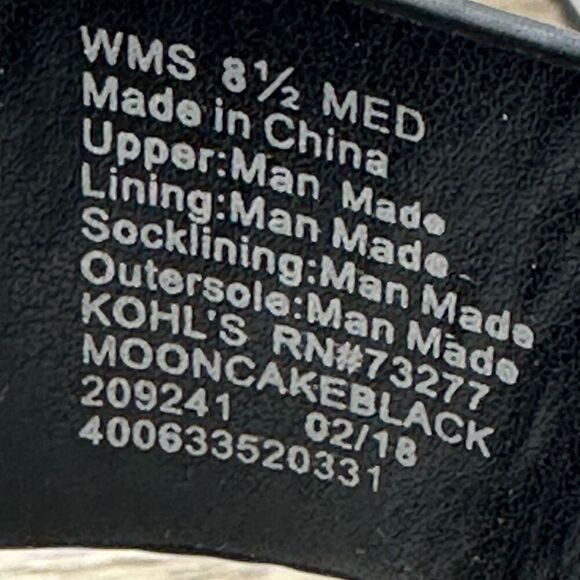 WMS 8½ MED
Made in China
Upper:Man Made
Lining:Man Made
Socklining:Man Made
Outersole:Man Made
KOHL'S RN#73277
MOONCAKEBLACK
209241 02/18
400633520331